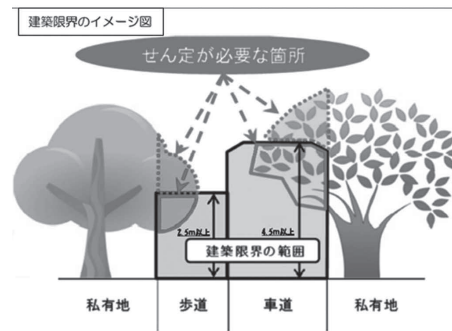 建築限界のイメージ図
せん定が必要な箇所
2.5m以上
4.5m以上
建築限界の範囲
私有地
歩道
車道
私有地